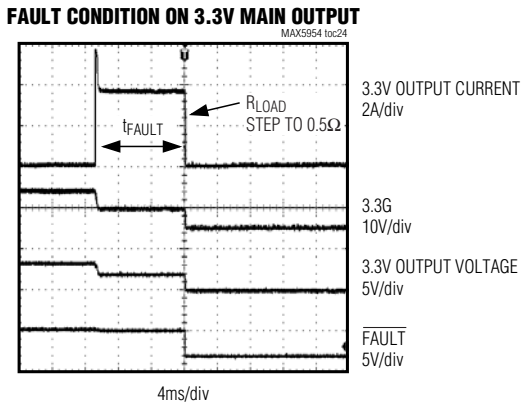 FAULT CONDITION ON 3.3V MAIN OUTPUT
MAX5954 toc24
3.3V OUTPUT CURRENT
2A/div
RLOAD
STEP TO 0.5Ω
tFAULT
3.3G
10V/div
3.3V OUTPUT VOLTAGE
5V/div
FAULT
5V/div
4ms/div